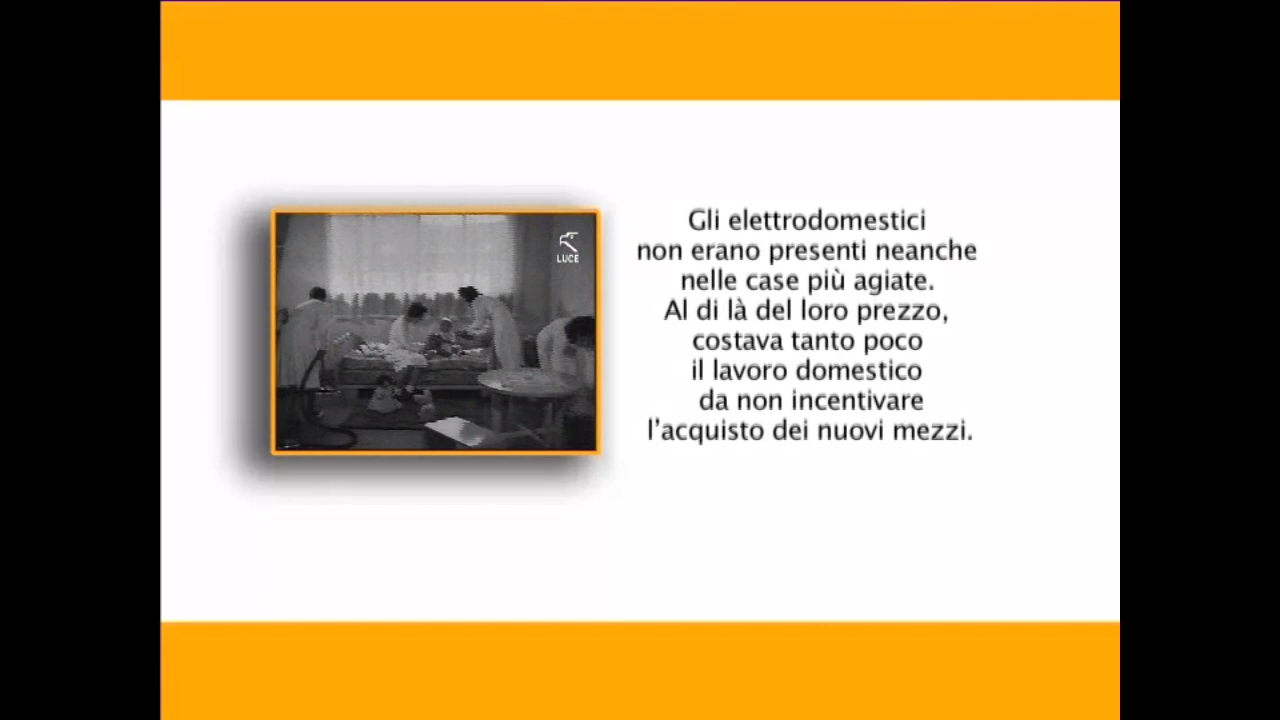 LUCE
Gli elettrodomestici
non erano presenti neanche
nelle case più agiate.
Al di là del loro prezzo,
costava tanto poco
il lavoro domestico
da non incentivare
l’acquisto dei nuovi mezzi.